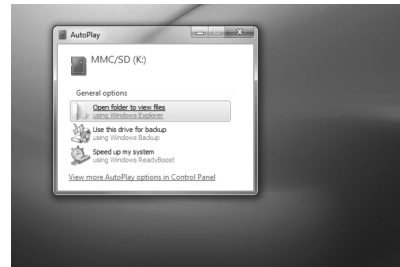 AutoPlay
MMC/SD (K:)
General options
Open folder to view files
using Windows Explorer
Use this drive for backup
using Windows Backup
Speed up my system
using Windows ReadyBoost
View more AutoPlay options in Control Panel